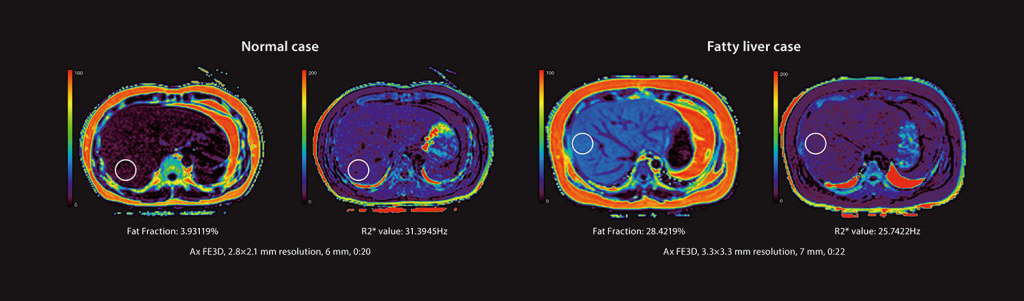 Normal case
Fatty liver case
100
0
200
0
100
0
200
0
Fat Fraction: 3.93119%
R2* value: 31.3945Hz
Fat Fraction: 28.4219%
R2* value: 25.7422Hz
Ax FE3D, 2.8×2.1 mm resolution, 6 mm, 0:20
Ax FE3D, 3.3×3.3 mm resolution, 7 mm, 0:22